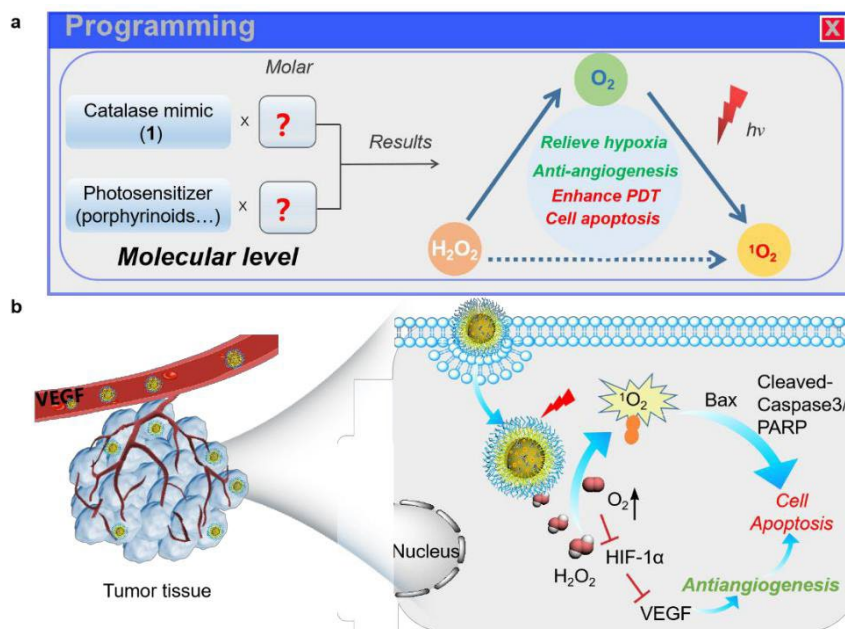 a
Programming
X
Molar
Catalase mimic
(1)
x
?
Results
Photosensitizer
(porphyrinoids…)
x
?
Molecular level
O₂
hν
Relieve hypoxia
Anti-angiogenesis
Enhance PDT
Cell apoptosis
H₂O₂
¹O₂
b
VEGF
Tumor tissue
Nucleus
¹O₂
Bax
Cleaved-
Caspase3/
PARP
O₂
H₂O₂
HIF-1α
VEGF
Antiangiogenesis
Cell
Apoptosis